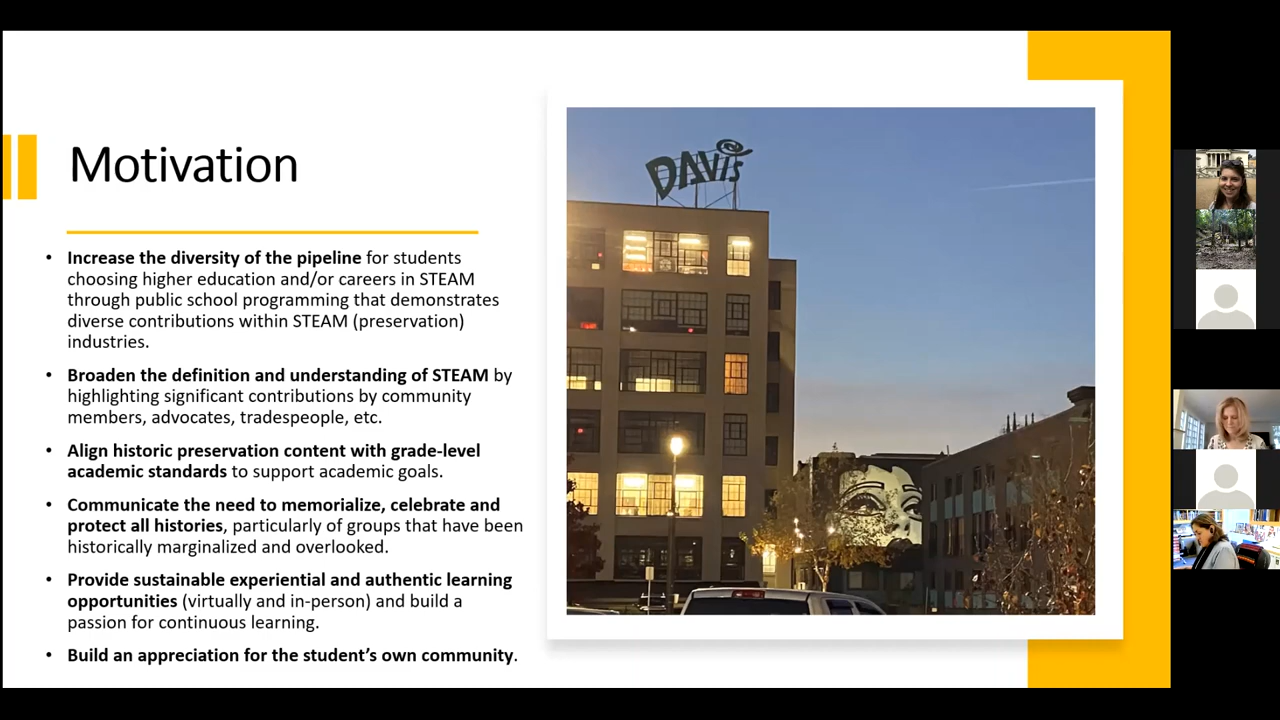 Motivation
• Increase the diversity of the pipeline for students
choosing higher education and/or careers in STEAM
through public school programming that demonstrates
diverse contributions within STEAM (preservation)
industries.
• Broaden the definition and understanding of STEAM by
highlighting significant contributions by community
members, advocates, tradespeople, etc.
• Align historic preservation content with grade-level
academic standards to support academic goals.
• Communicate the need to memorialize, celebrate and
protect all histories, particularly of groups that have been
historically marginalized and overlooked.
• Provide sustainable experiential and authentic learning
opportunities (virtually and in-person) and build a
passion for continuous learning.
• Build an appreciation for the student’s own community.
DAVIS